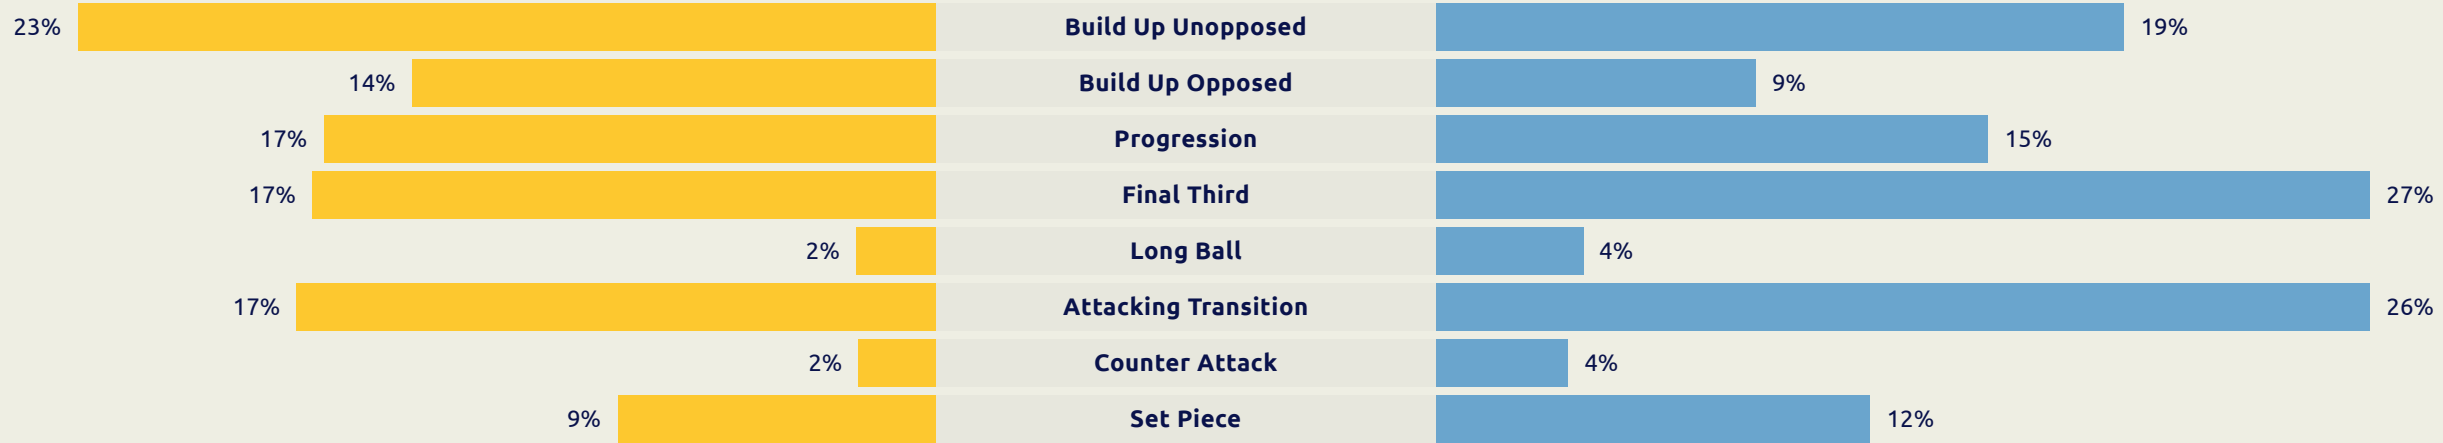 23% Build Up Unopposed 19%
14% Build Up Opposed 9%
17% Progression 15%
17% Final Third 27%
2% Long Ball 4%
17% Attacking Transition 26%
2% Counter Attack 4%
9% Set Piece 12%